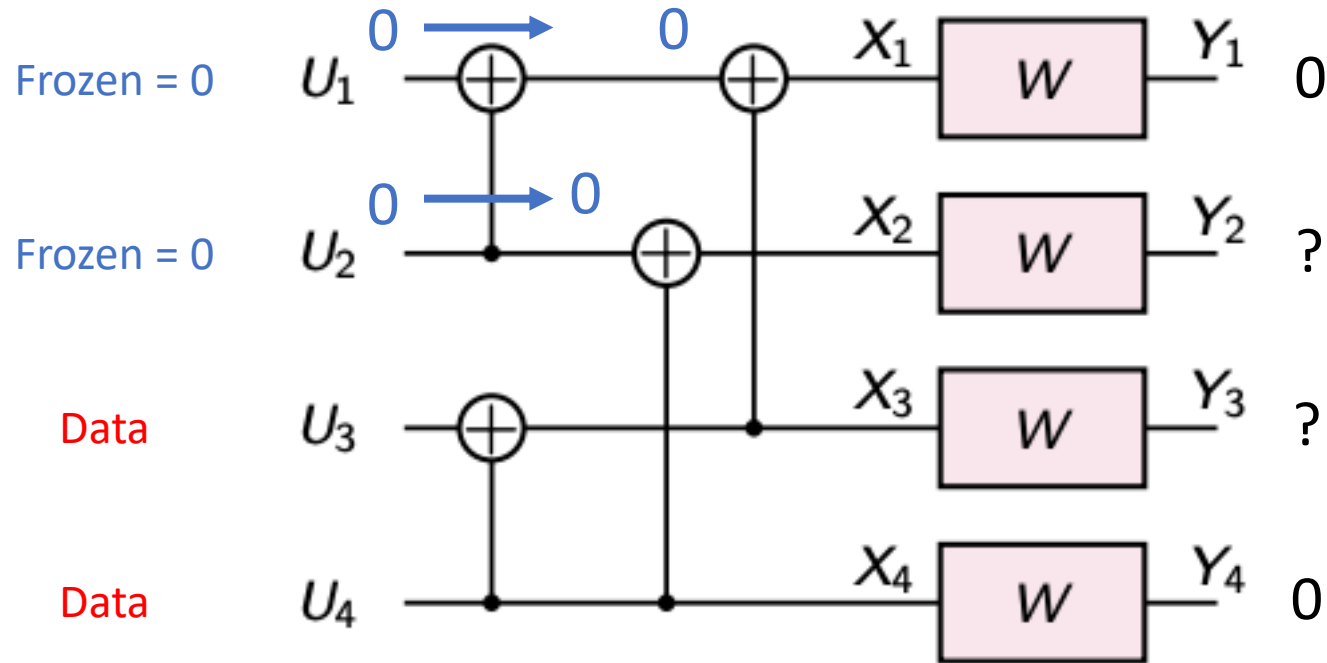 0 0
Frozen = 0 U₁ X₁ W Y₁ 0
0 0
Frozen = 0 U₂ X₂ W Y₂ ?
Data U₃ X₃ W Y₃ ?
Data U₄ X₄ W Y₄ 0